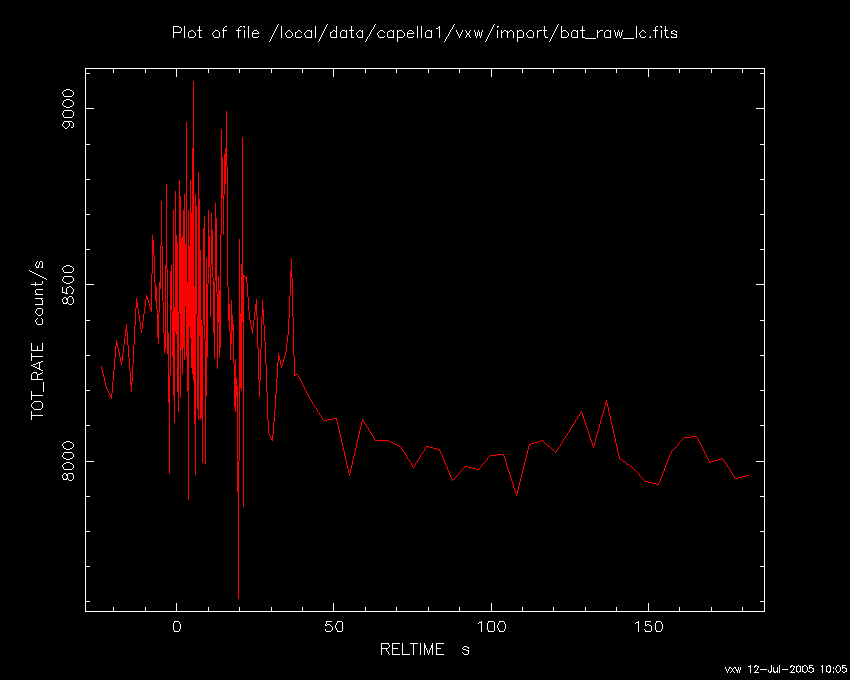 Plot of file /local/data/capella1/vxw/import/bat_raw_lc.fits
TOT_RATE count/s
9000
8500
8000
0 50 100 150
RELTIME s
vxw 12-Jul-2005 10:05